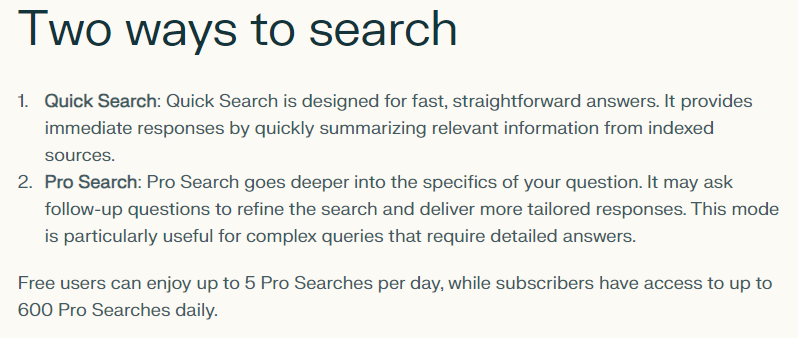 Two ways to search
1. Quick Search: Quick Search is designed for fast, straightforward answers. It provides
immediate responses by quickly summarizing relevant information from indexed
sources.
2. Pro Search: Pro Search goes deeper into the specifics of your question. It may ask
follow-up questions to refine the search and deliver more tailored responses. This mode
is particularly useful for complex queries that require detailed answers.
Free users can enjoy up to 5 Pro Searches per day, while subscribers have access to up to
600 Pro Searches daily.